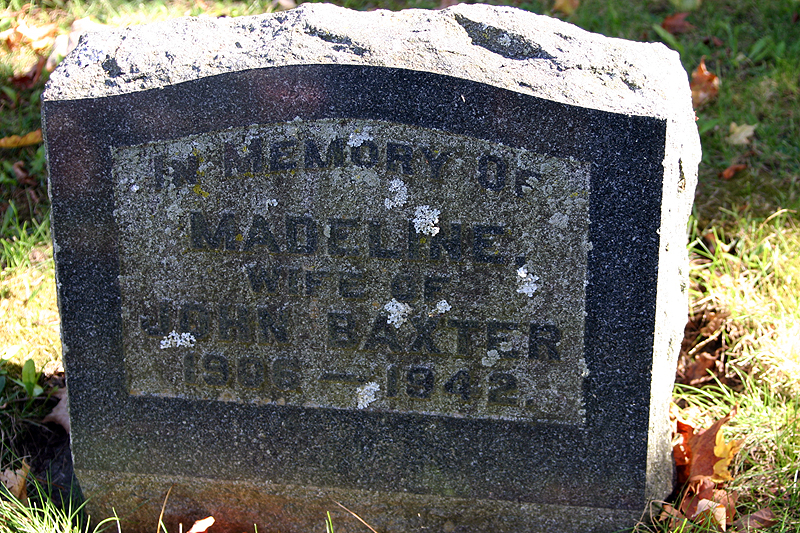 IN MEMORY OF
MADELINE,
WIFE OF
JOHN BAXTER
1906 — 1942.